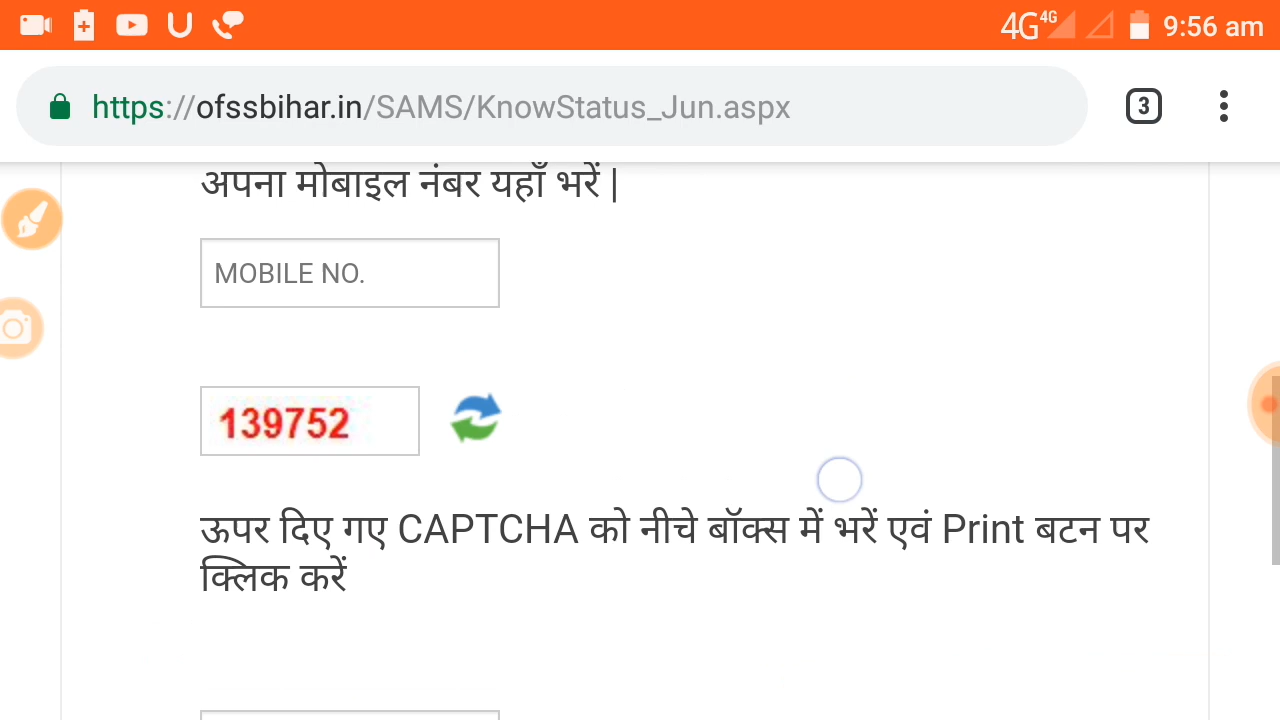 4G 4G 9:56 am
https://ofssbihar.in/SAMS/KnowStatus_Jun.aspx 3
अपना मोबाइल नंबर यहाँ भरें |
MOBILE NO.
139752
ऊपर दिए गए CAPTCHA को नीचे बॉक्स में भरें एवं Print बटन पर
क्लिक करें